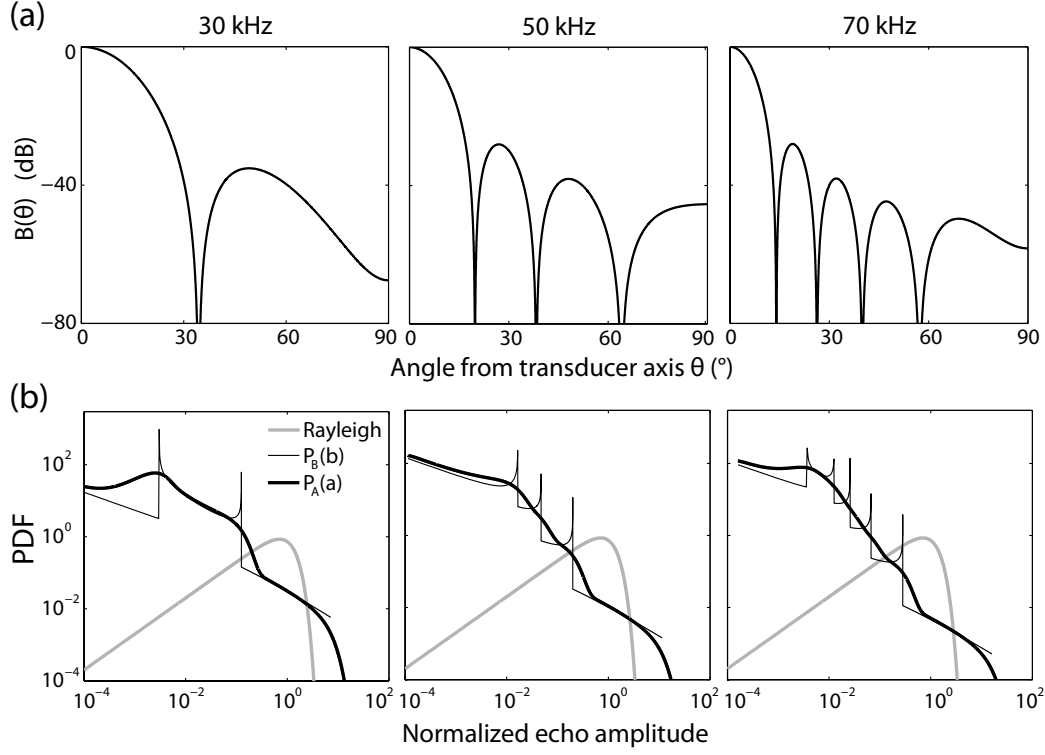 (a)
30 kHz
50 kHz
70 kHz
B(θ) (dB)
0
−40
−80
0 30 60 90
0 30 60 90
0 30 60 90
Angle from transducer axis θ (°)
(b)
Rayleigh
P_B(b)
P_A(a)
PDF
10^2
10^0
10^−2
10^−4
10^−4 10^−2 10^0 10^2
10^−4 10^−2 10^0 10^2
10^−4 10^−2 10^0 10^2
Normalized echo amplitude